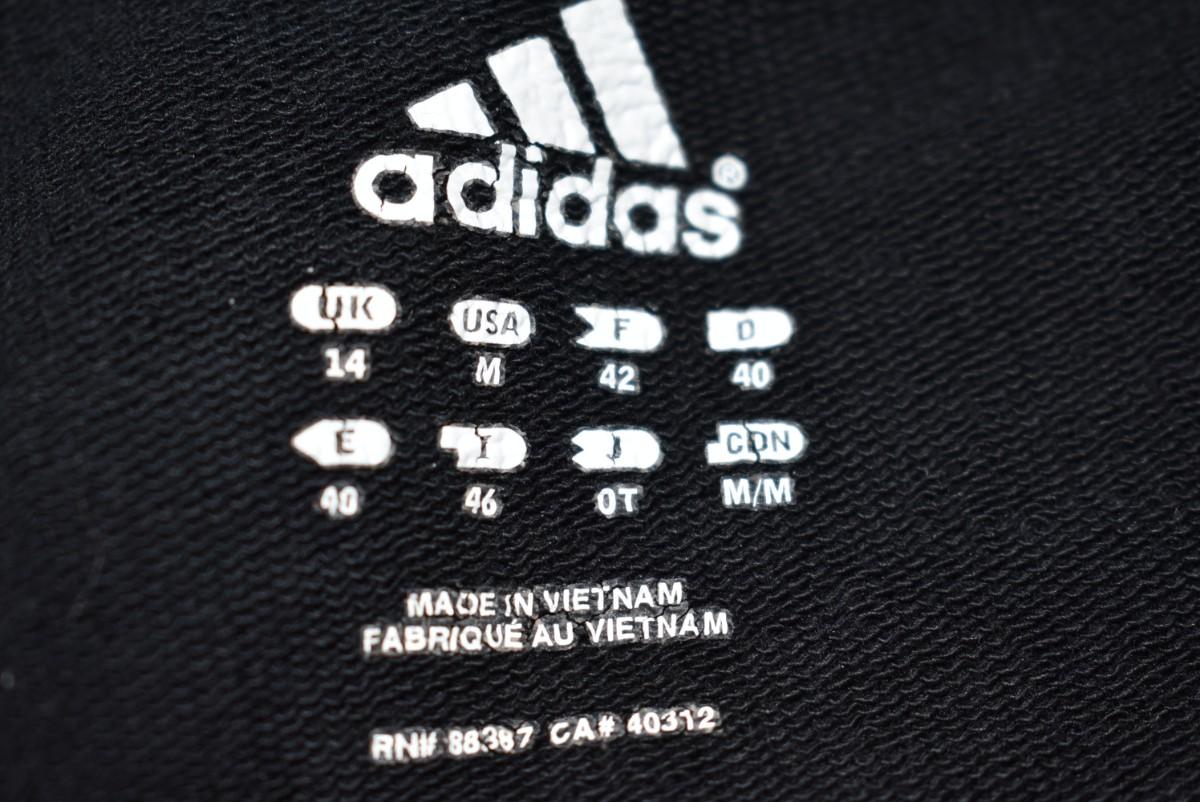 adidas®
UK USA F D
14 M 42 40
E I J CDN
40 46 OT M/M
MADE IN VIETNAM
FABRIQUÉ AU VIETNAM
RN# 88387 CA# 40312